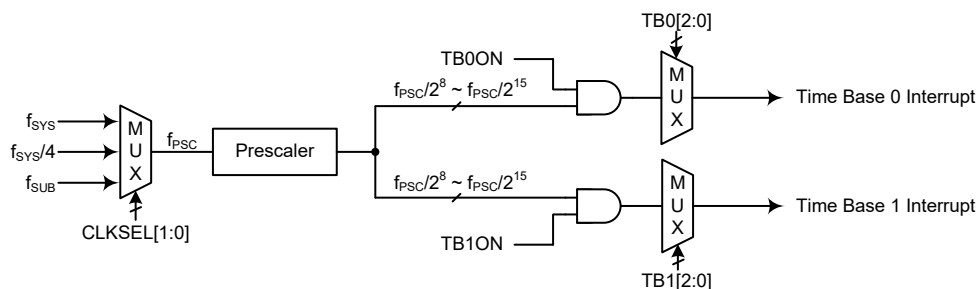 TB0[2:0]
TB0ON
M
U
X
fPSC/2^8 ~ fPSC/2^15
Time Base 0 Interrupt
fSYS
fSYS/4
fSUB
M
U
X
fPSC
Prescaler
CLKSEL[1:0]
fPSC/2^8 ~ fPSC/2^15
M
U
X
Time Base 1 Interrupt
TB1ON
TB1[2:0]